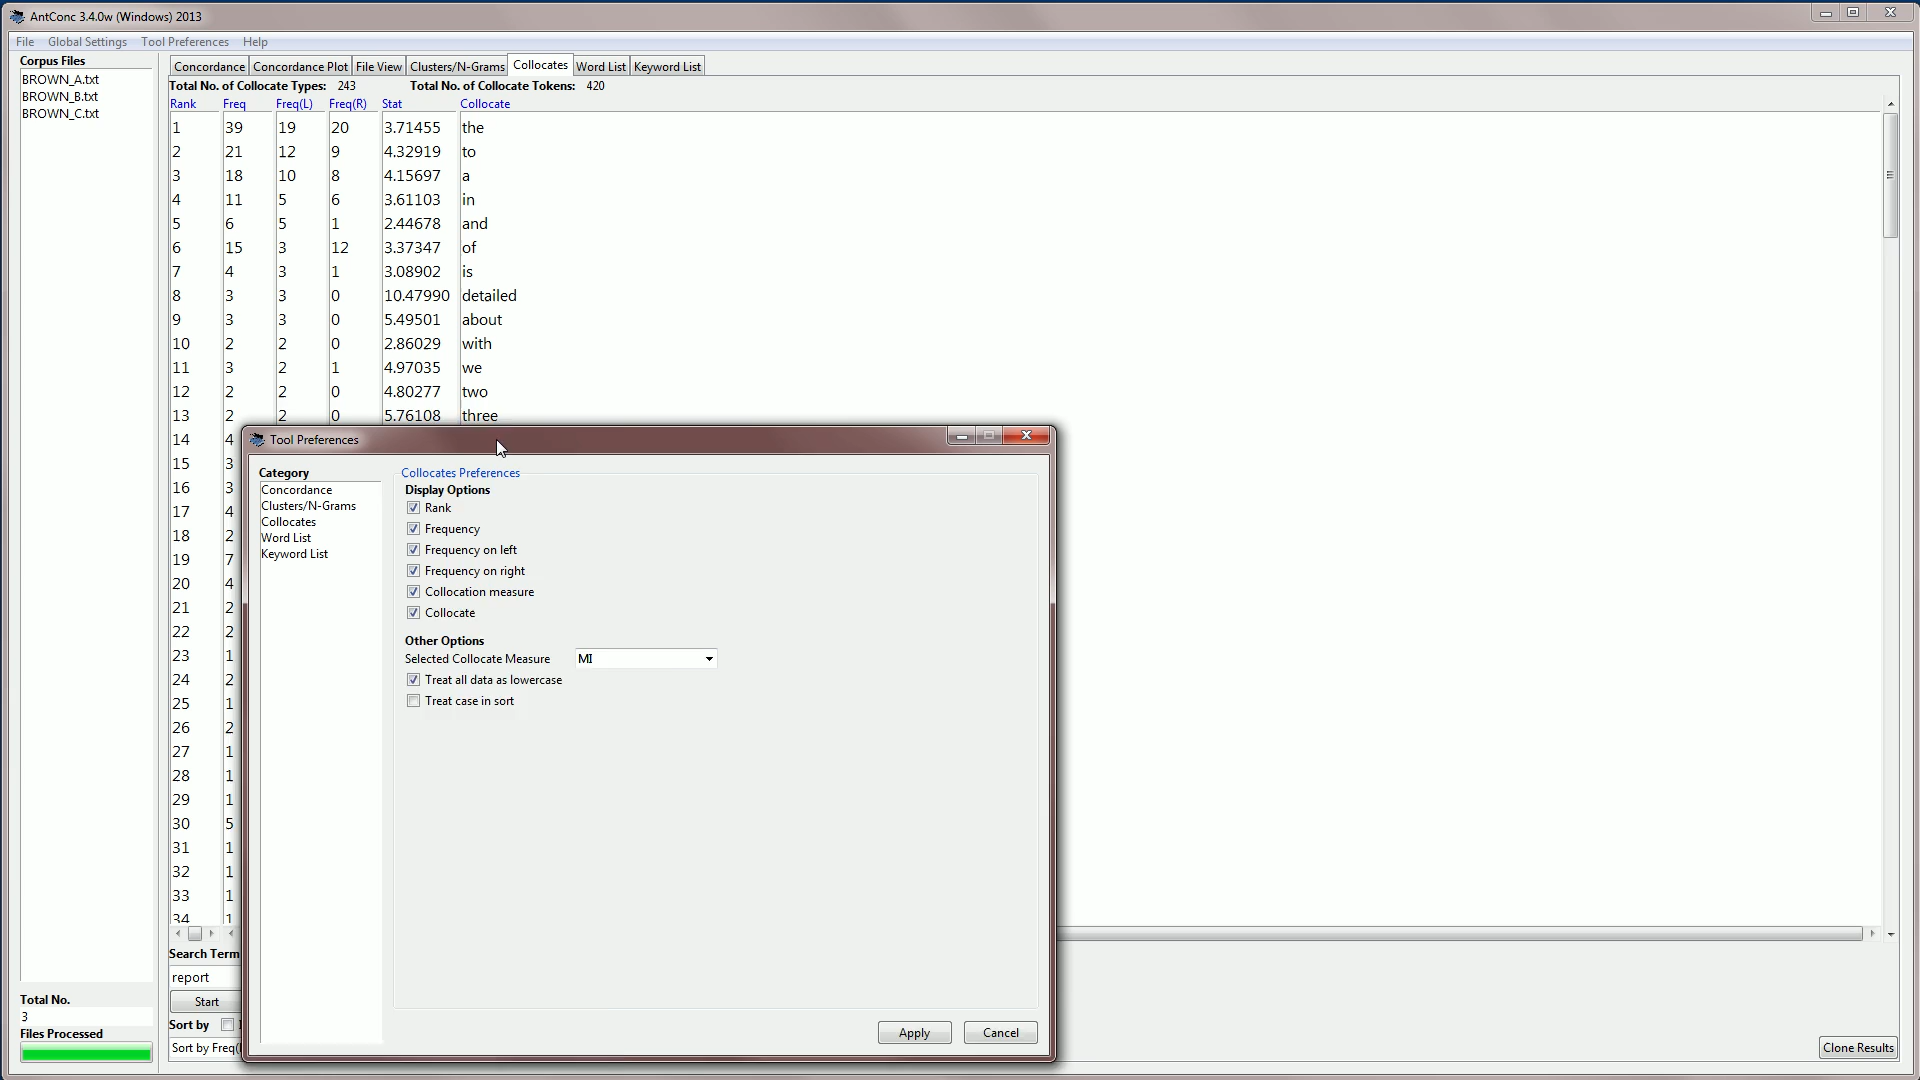 AntConc 3.4.0w (Windows) 2013
File Global Settings Tool Preferences Help
Corpus Files
BROWN_A.txt
BROWN_B.txt
BROWN_C.txt
Concordance Concordance Plot File View Clusters/N-Grams Collocates Word List Keyword List
Total No. of Collocate Types: 243 Total No. of Collocate Tokens: 420
Rank Freq Freq(L) Freq(R) Stat Collocate
1 39 19 20 3.71455 the
2 21 12 9 4.32919 to
3 18 10 8 4.15697 a
4 11 5 6 3.61103 in
5 6 5 1 2.44678 and
6 15 3 12 3.37347 of
7 4 3 1 3.08902 is
8 3 3 0 10.47990 detailed
9 3 3 0 5.49501 about
10 2 2 0 2.86029 with
11 3 2 1 4.97035 we
12 2 2 0 4.80277 two
13 2 2 0 5.76108 three
14 4
15 3
16 3
17 4
18 2
19 7
20 4
21 2
22 2
23 1
24 2
25 1
26 2
27 1
28 1
29 1
30 5
31 1
32 1
33 1
34 1
Tool Preferences
Category
Concordance
Clusters/N-Grams
Collocates
Word List
Keyword List
Collocates Preferences
Display Options
Rank
Frequency
Frequency on left
Frequency on right
Collocation measure
Collocate
Other Options
Selected Collocate Measure MI
Treat all data as lowercase
Treat case in sort
Apply Cancel
Search Term
report
Start
Sort by
Sort by Freq(
Total No.
3
Files Processed
Clone Results